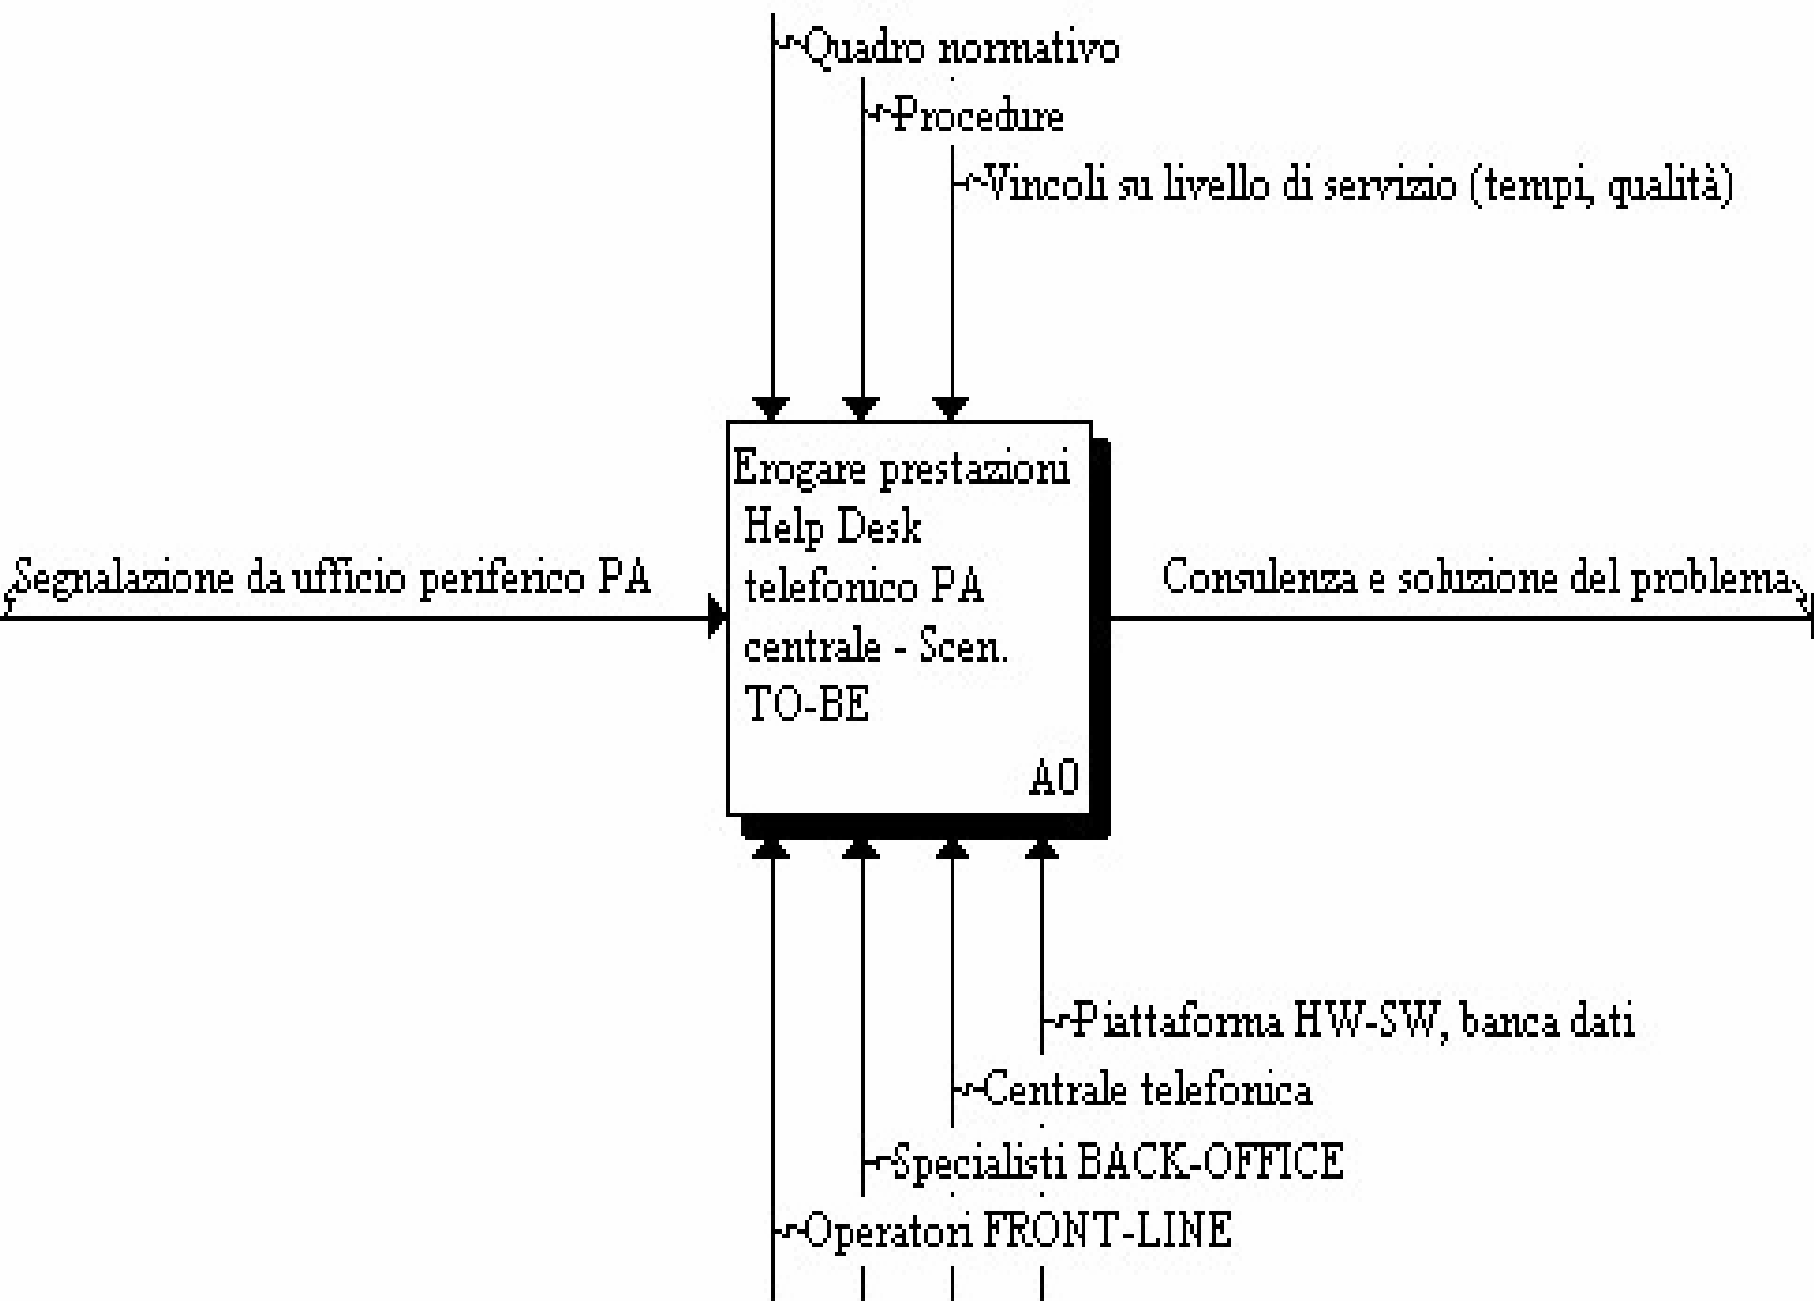 Quadro normativo
Procedure
Vincoli su livello di servizio (tempi, qualità)
Erogare prestazioni
Help Desk
telefonico PA
centrale - Scen.
TO-BE
A0
Segnalazione da ufficio periferico PA
Consulenza e soluzione del problema
Piattaforma HW-SW, banca dati
Centrale telefonica
Specialisti BACK-OFFICE
Operatori FRONT-LINE